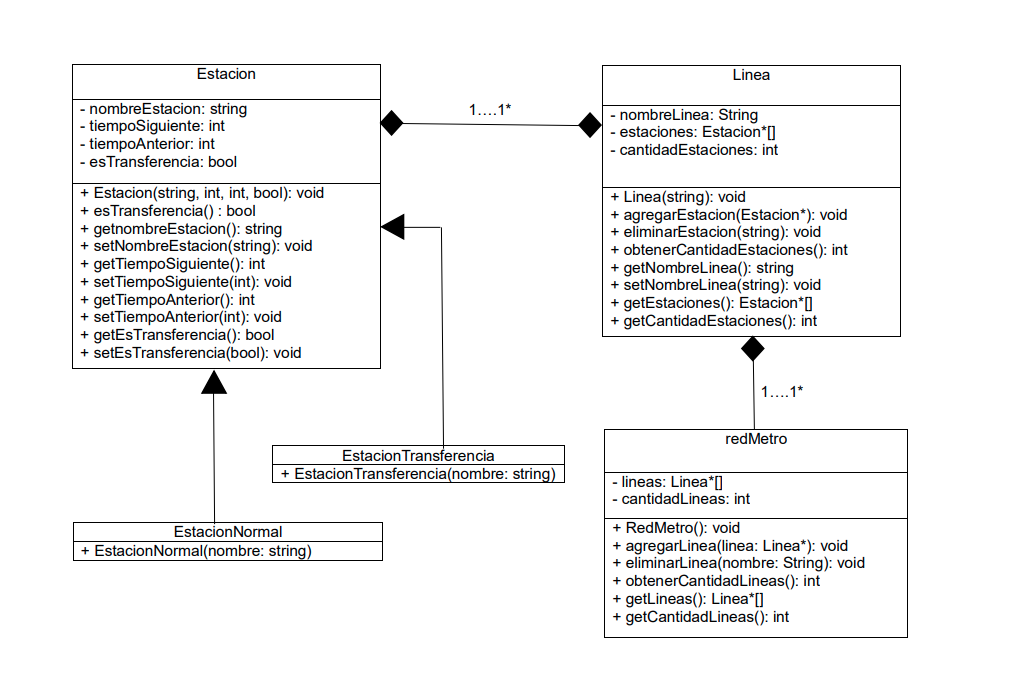 Estacion
- nombreEstacion: string
- tiempoSiguiente: int
- tiempoAnterior: int
- esTransferencia: bool
+ Estacion(string, int, int, bool): void
+ esTransferencia() : bool
+ getnombreEstacion(): string
+ setNombreEstacion(string): void
+ getTiempoSiguiente(): int
+ setTiempoSiguiente(int): void
+ getTiempoAnterior(): int
+ setTiempoAnterior(int): void
+ getEsTransferencia(): bool
+ setEsTransferencia(bool): void
1....1*
Linea
- nombreLinea: String
- estaciones: Estacion*[]
- cantidadEstaciones: int
+ Linea(string): void
+ agregarEstacion(Estacion*): void
+ eliminarEstacion(string): void
+ obtenerCantidadEstaciones(): int
+ getNombreLinea(): string
+ setNombreLinea(string): void
+ getEstaciones(): Estacion*[]
+ getCantidadEstaciones(): int
1....1*
EstacionTransferencia
+ EstacionTransferencia(nombre: string)
EstacionNormal
+ EstacionNormal(nombre: string)
redMetro
- lineas: Linea*[]
- cantidadLineas: int
+ RedMetro(): void
+ agregarLinea(linea: Linea*): void
+ eliminarLinea(nombre: String): void
+ obtenerCantidadLineas(): int
+ getLineas(): Linea*[]
+ getCantidadLineas(): int